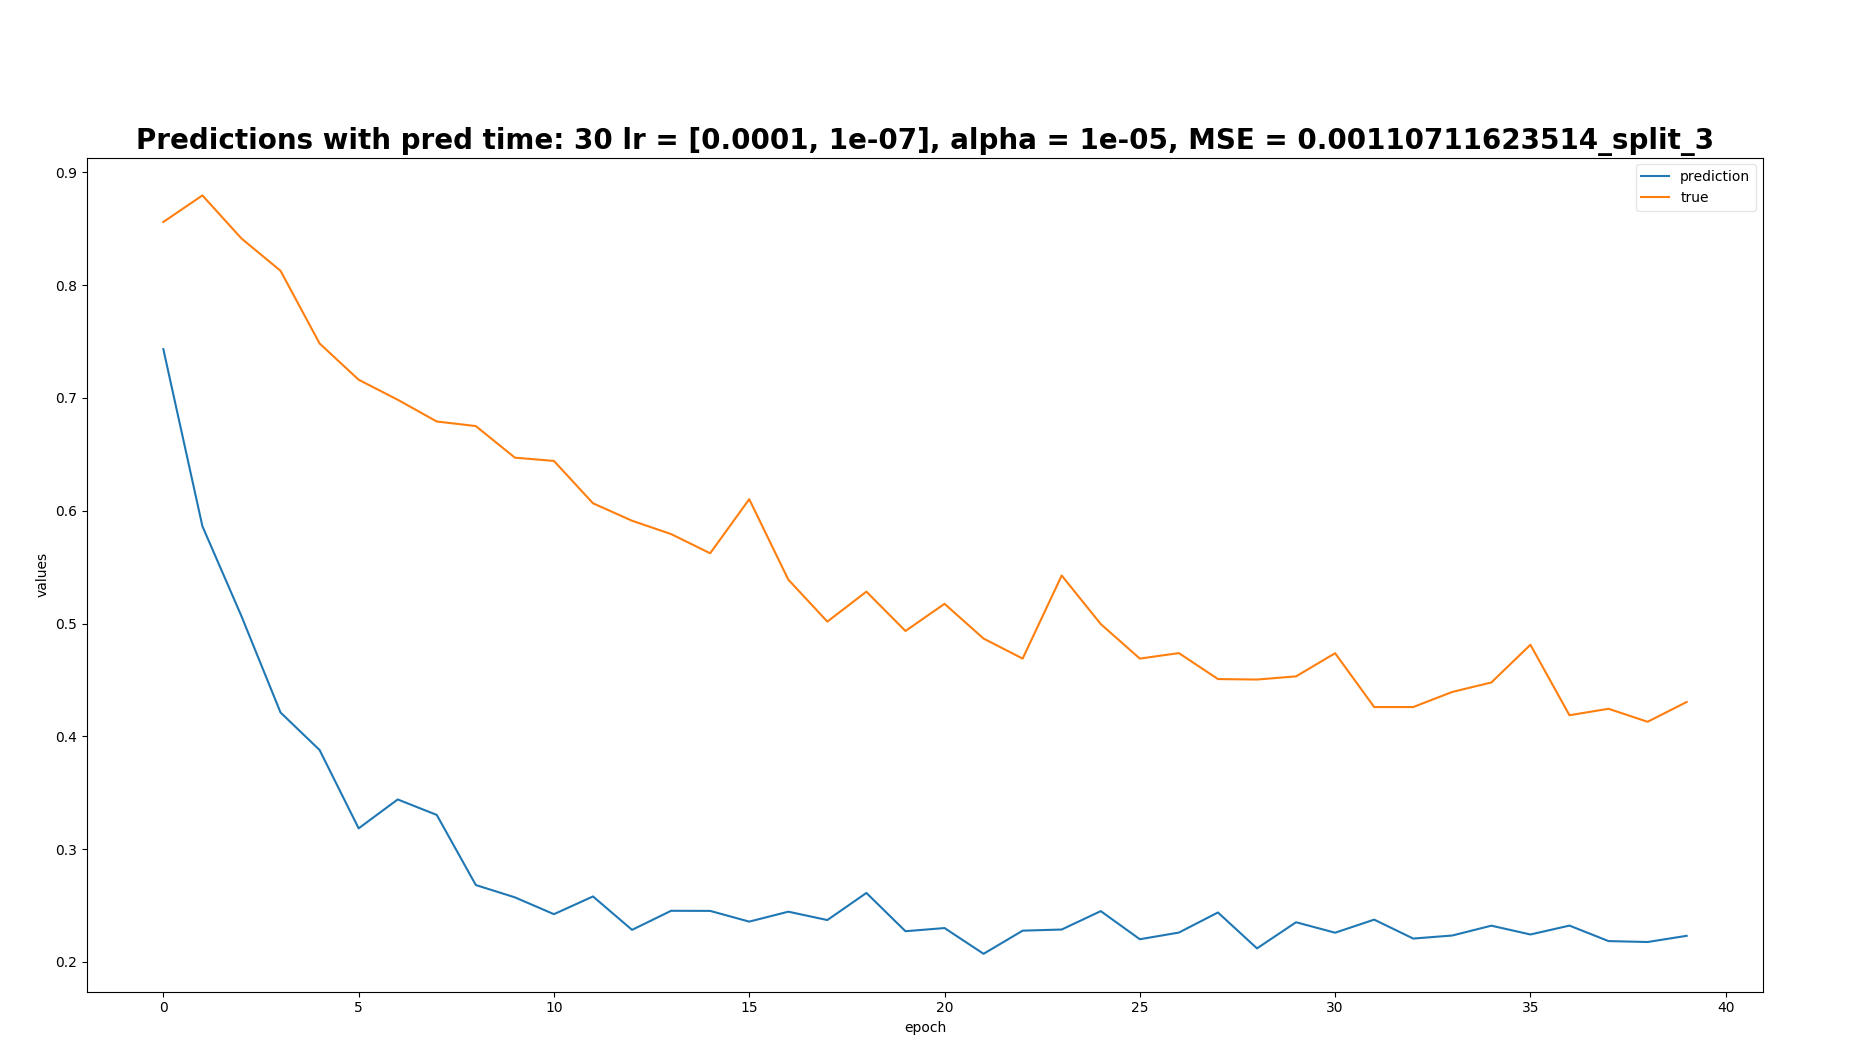 Predictions with pred time: 30 lr = [0.0001, 1e-07], alpha = 1e-05, MSE = 0.00110711623514_split_3
prediction
true
0.9
0.8
0.7
0.6
0.5
0.4
0.3
0.2
values
0 5 10 15 20 25 30 35 40
epoch